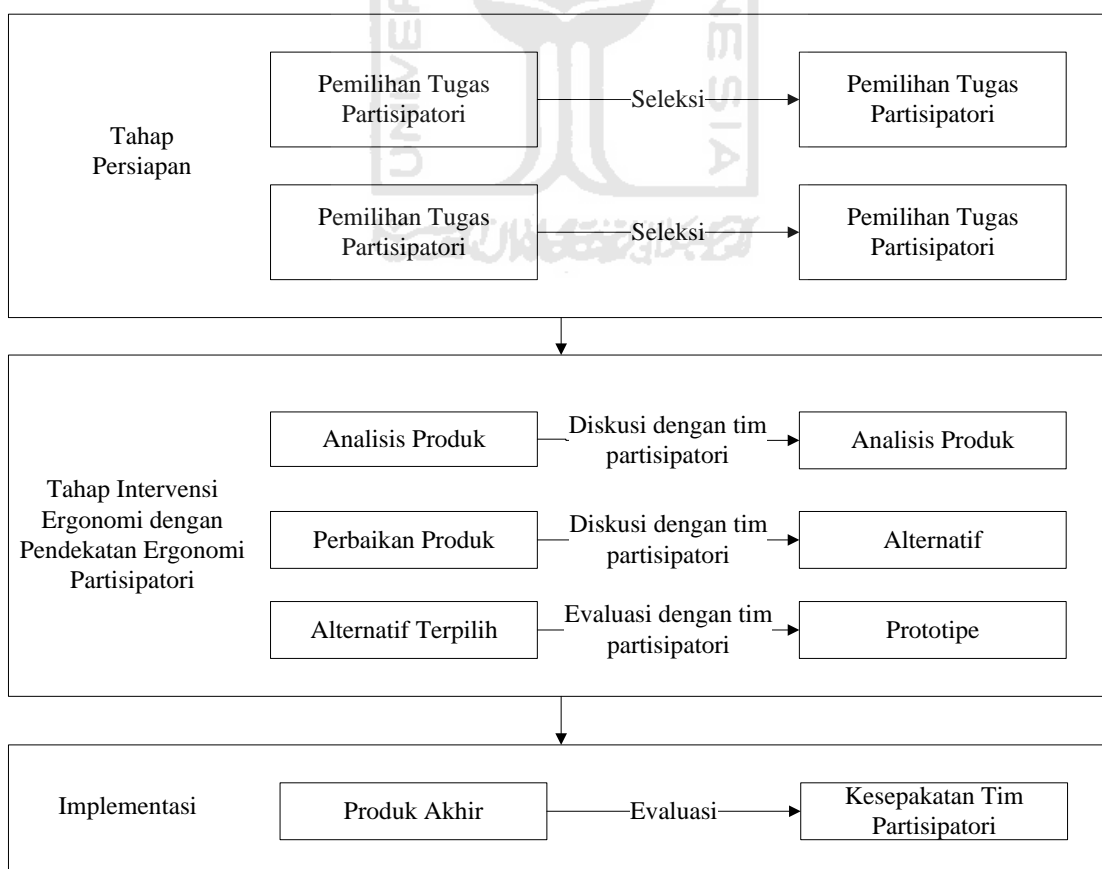 Tahap
Persiapan
Pemilihan Tugas
Partisipatori
Seleksi
Pemilihan Tugas
Partisipatori
Pemilihan Tugas
Partisipatori
Seleksi
Pemilihan Tugas
Partisipatori
Tahap Intervensi
Ergonomi dengan
Pendekatan Ergonomi
Partisipatori
Analisis Produk
Diskusi dengan tim
partisipatori
Analisis Produk
Perbaikan Produk
Diskusi dengan tim
partisipatori
Alternatif
Alternatif Terpilih
Evaluasi dengan tim
partisipatori
Prototipe
Implementasi
Produk Akhir
Evaluasi
Kesepakatan Tim
Partisipatori
UNIVER
NESIA